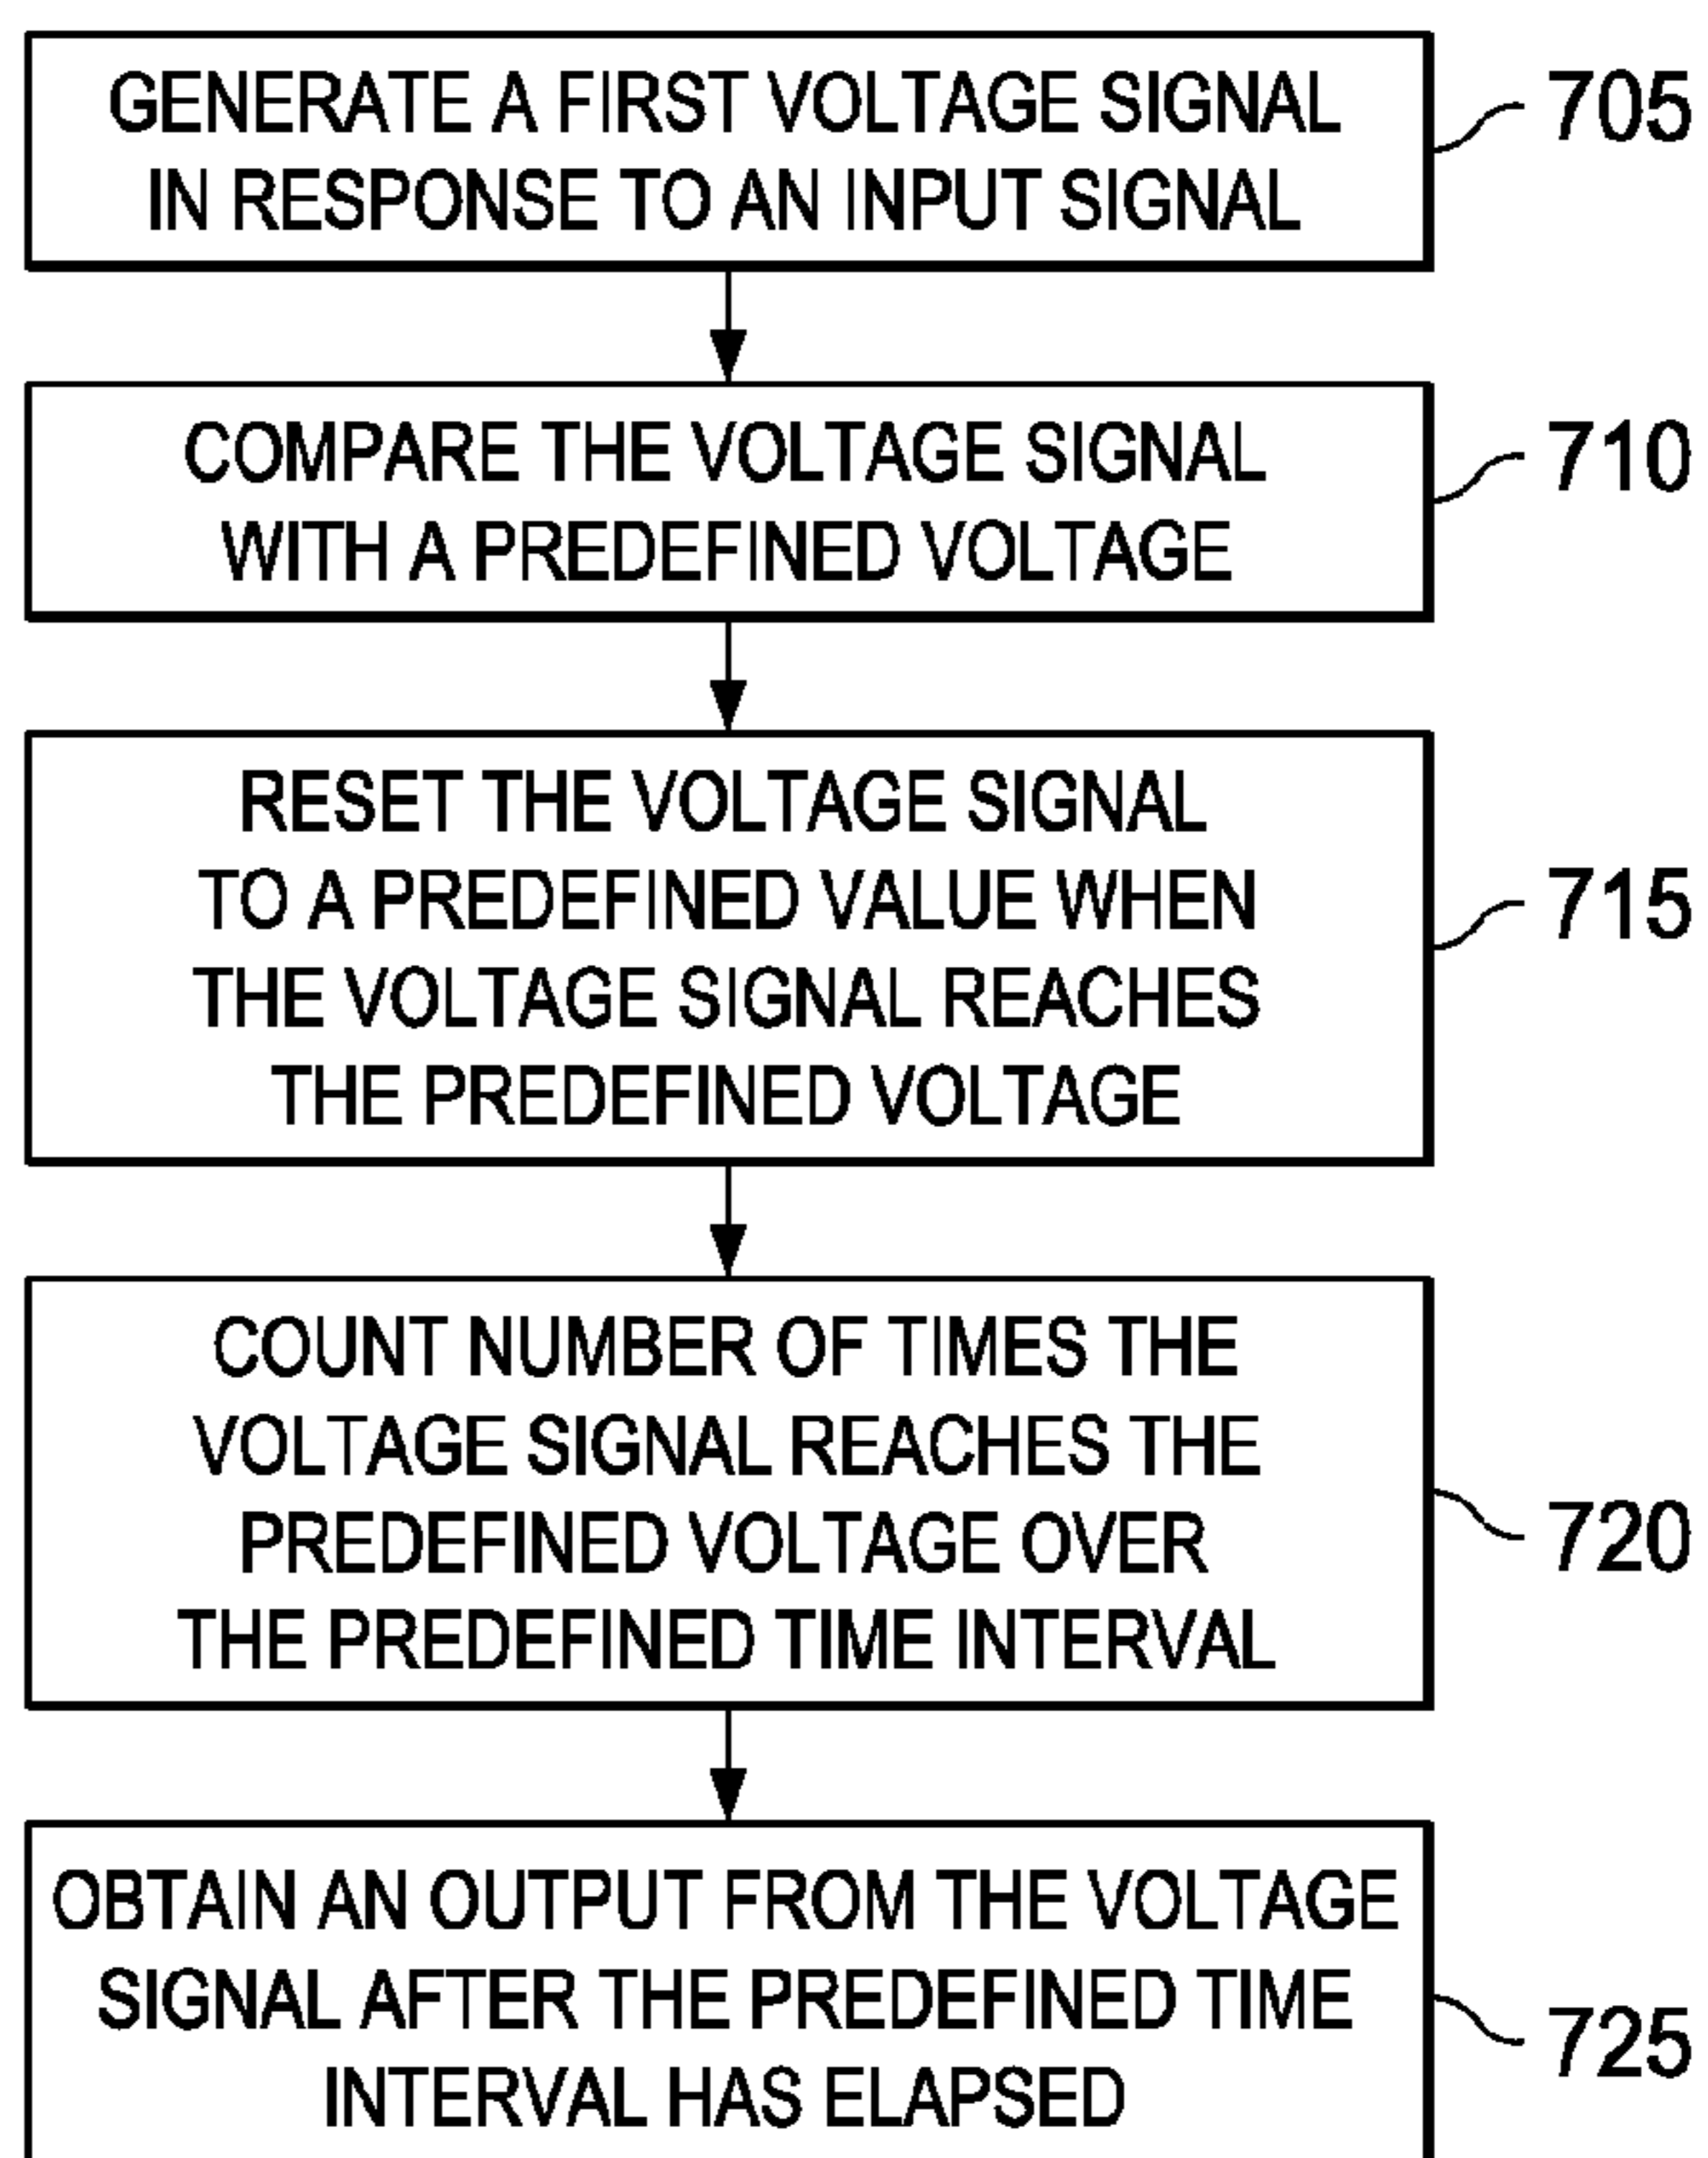 GENERATE A FIRST VOLTAGE SIGNAL
IN RESPONSE TO AN INPUT SIGNAL
705
COMPARE THE VOLTAGE SIGNAL
WITH A PREDEFINED VOLTAGE
710
RESET THE VOLTAGE SIGNAL
TO A PREDEFINED VALUE WHEN
THE VOLTAGE SIGNAL REACHES
THE PREDEFINED VOLTAGE
715
COUNT NUMBER OF TIMES THE
VOLTAGE SIGNAL REACHES THE
PREDEFINED VOLTAGE OVER
THE PREDEFINED TIME INTERVAL
720
OBTAIN AN OUTPUT FROM THE VOLTAGE
SIGNAL AFTER THE PREDEFINED TIME
INTERVAL HAS ELAPSED
725